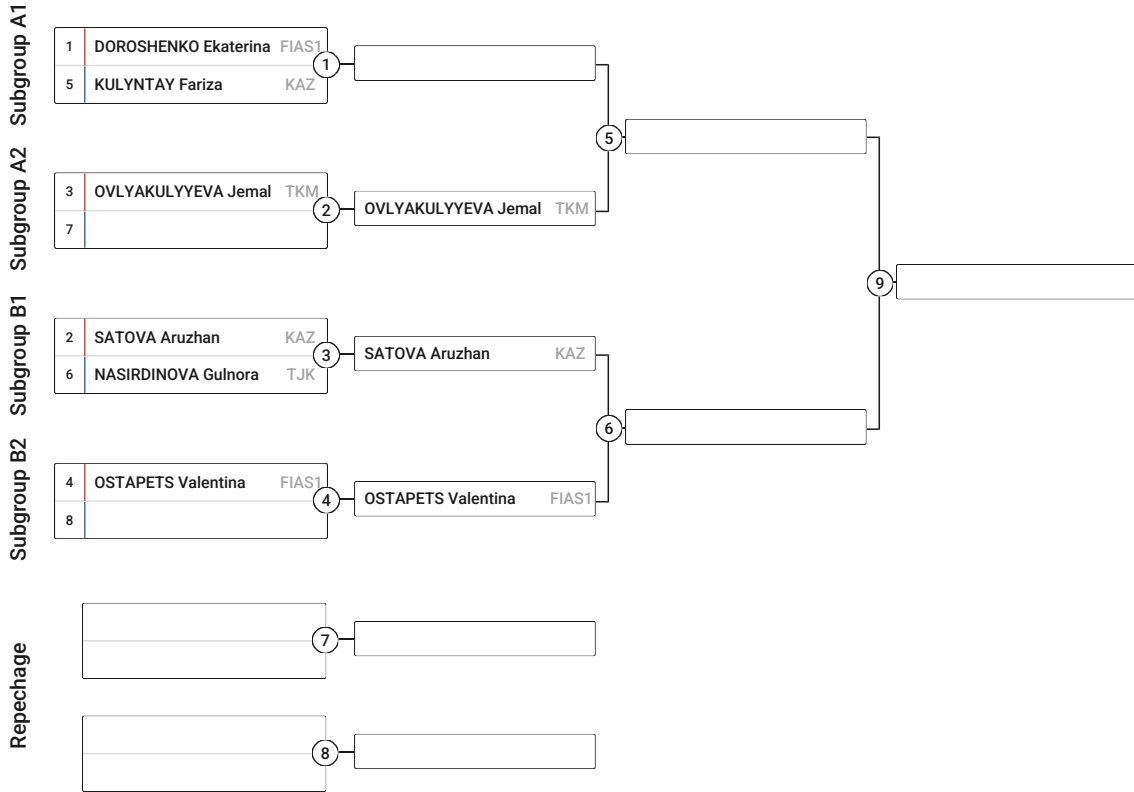 Subgroup A1
1 DOROSHENKO Ekaterina FIAS1
5 KULYNTAY Fariza KAZ
1
5
Subgroup A2
3 OVLYAKULYYEVA Jemal TKM
7
2
OVLYAKULYYEVA Jemal TKM
9
Subgroup B1
2 SATOVA Aruzhan KAZ
6 NASIRDINOVA Gulnora TJK
3
SATOVA Aruzhan KAZ
6
Subgroup B2
4 OSTAPETS Valentina FIAS1
8
4
OSTAPETS Valentina FIAS1
Repechage
7
8